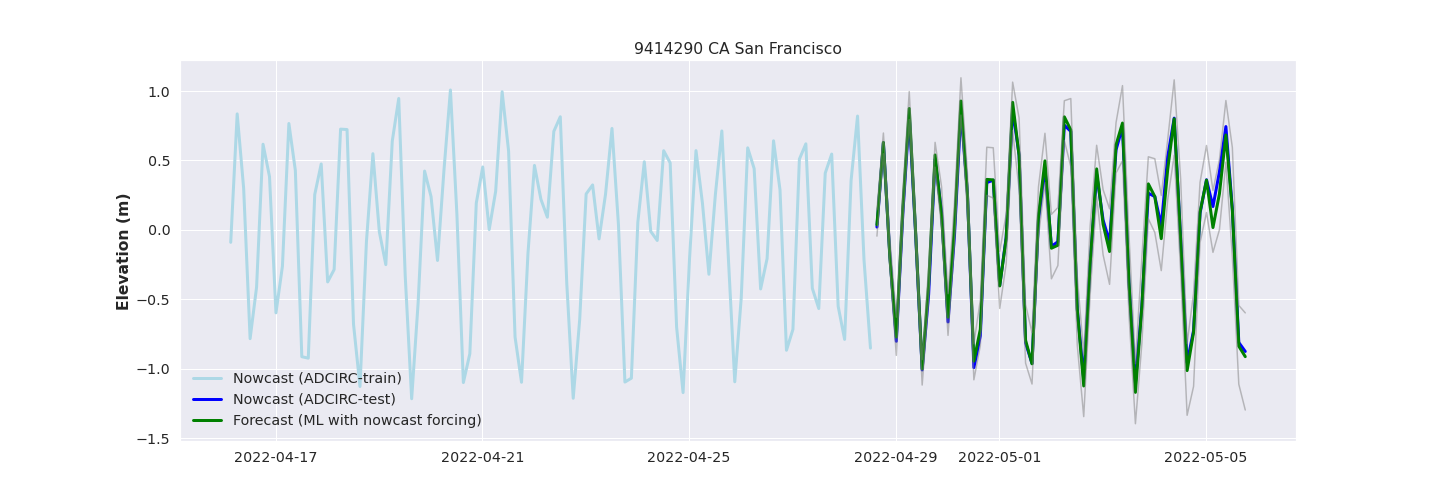 9414290 CA San Francisco
Elevation (m)
1.0
0.5
0.0
−0.5
−1.0
−1.5
Nowcast (ADCIRC-train)
Nowcast (ADCIRC-test)
Forecast (ML with nowcast forcing)
2022-04-17 2022-04-21 2022-04-25 2022-04-29 2022-05-01 2022-05-05